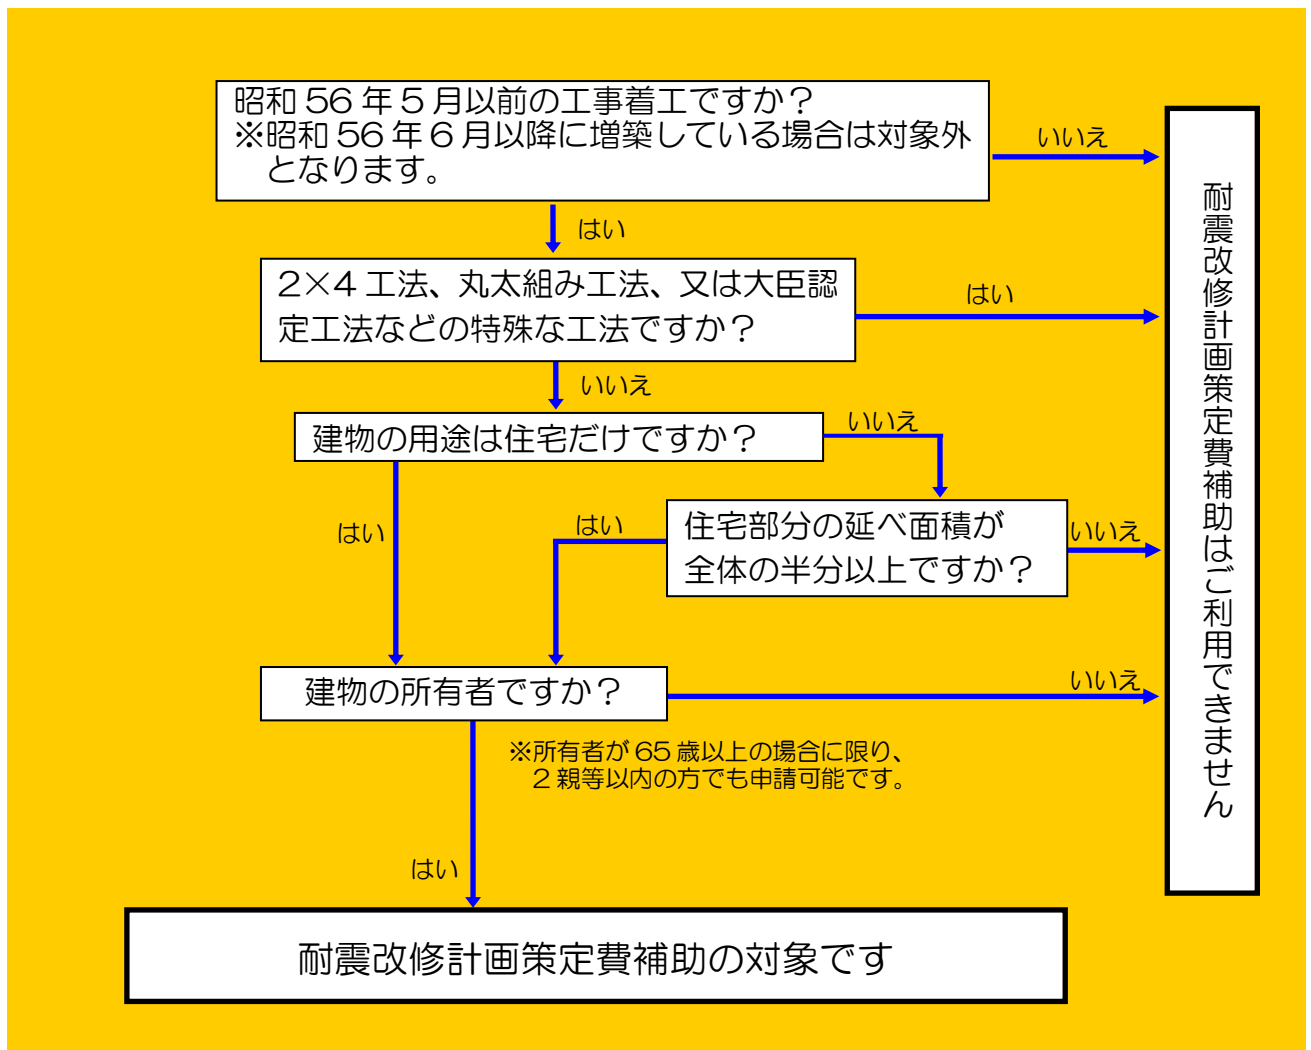 昭和56年5月以前の工事着工ですか？
※昭和56年6月以降に増築している場合は対象外
となります。
いいえ
はい
2×4工法、丸太組み工法、又は大臣認
定工法などの特殊な工法ですか？
はい
いいえ
建物の用途は住宅だけですか？
いいえ
はい
住宅部分の延べ面積が
全体の半分以上ですか？
はい
いいえ
建物の所有者ですか？
いいえ
※所有者が65歳以上の場合に限り、
2親等以内の方でも申請可能です。
はい
耐震改修計画策定費補助の対象です
耐震改修計画策定費補助はご利用できません